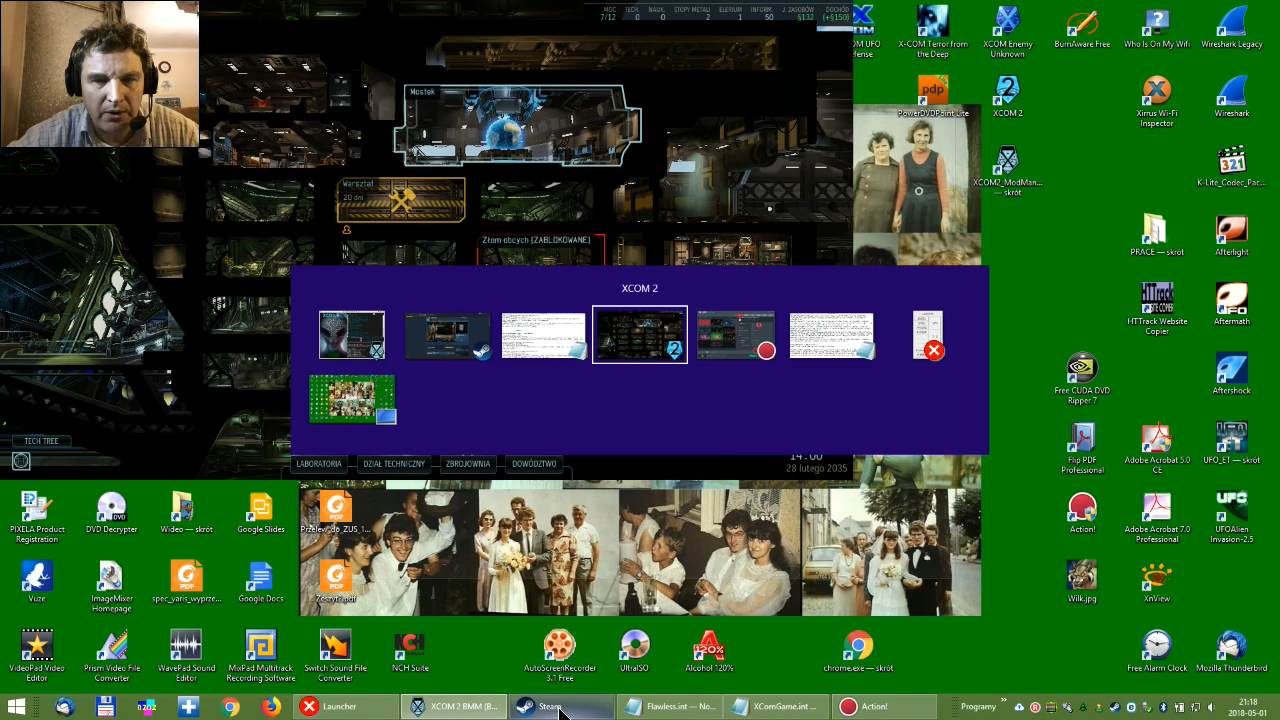 MOC TECH. NAUK. STOPY METALI ELERIUM INFORM. J. ZASOBÓW DOCHÓD
7/12 0 0 2 1 50 §132 (+§150)
X-COM Terror from
the Deep
XCOM Enemy
Unknown
BurnAware Free
Who Is On My Wifi
Wireshark Legacy
Mostek
PowerDVDPoint Lite
XCOM 2
Xirrus Wi-Fi
Inspector
Wireshark
Warsztat
20 dni
XCOM2_ModMan...
— skrót
K-Lite_Codec_Pac...
Złom obcych [ZABLOKOWANE]
PRACE — skrót
Afterlight
XCOM 2
HTTrack Website
Copier
Aftermath
Free CUDA DVD
Ripper 7
Aftershock
TECH TREE
LABORATORIA
DZIAŁ TECHNICZNY
ZBROJOWNIA
DOWÓDZTWO
14:00
28 lutego 2035
Flip PDF
Professional
Adobe Acrobat 5.0
CE
UFO_ET — skrót
PIXELA Product
Registration
DVD Decrypter
Wideo — skrót
Google Slides
Przelew_do_ZUS_1...
Action!
Adobe Acrobat 7.0
Professional
UFOAlien
Invasion-2.5
Vuze
ImageMixer
Homepage
spec_yaris_wyprze...
Google Docs
Zeszyt.pdf
Wilk.jpg
XnView
VideoPad Video
Editor
Prism Video File
Converter
WavePad Sound
Editor
MixPad Multitrack
Recording Software
Switch Sound File
Converter
NCH Suite
AutoScreenRecorder
3.1 Free
UltraISO
Alcohol 120%
chrome.exe — skrót
Free Alarm Clock
Mozilla Thunderbird
Launcher
XCOM 2 BMM (B...
Steam
Flawless.int — No...
XComGame.int ...
Action!
Programy
21:18
2018-05-01